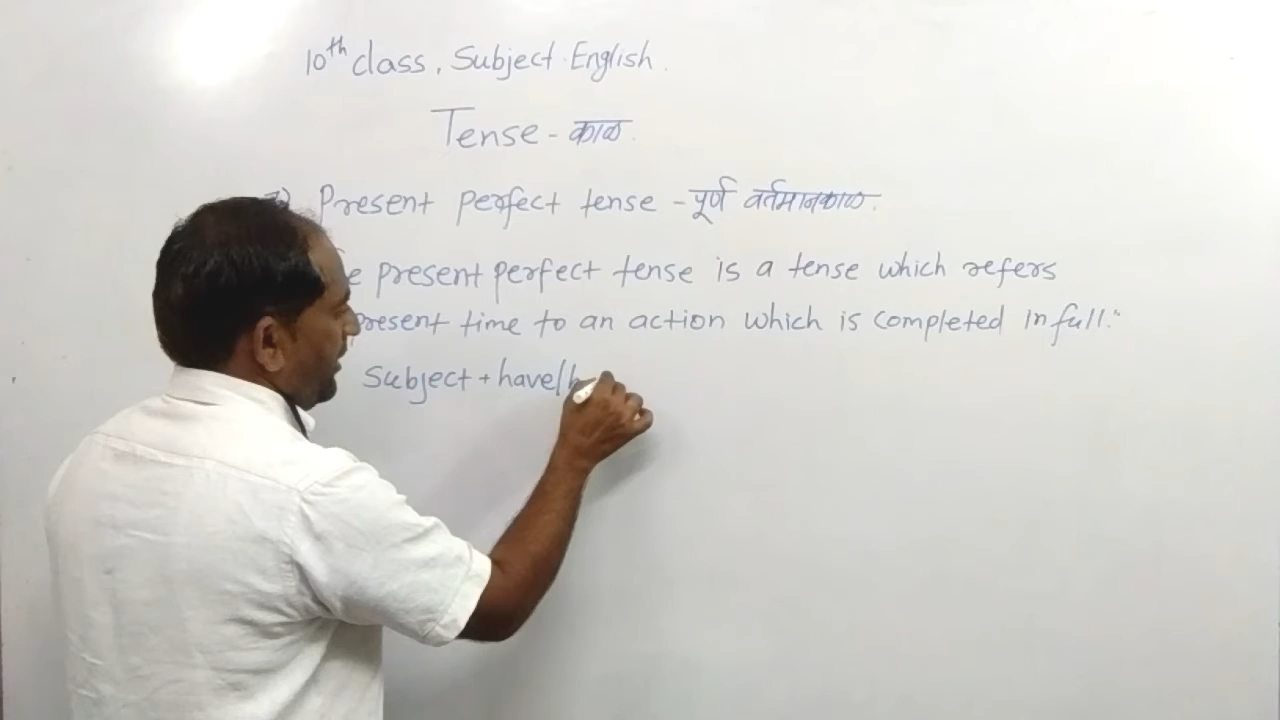 10th class, Subject. English.
Tense - काळ.
Present perfect tense - पूर्ण वर्तमानकाळ.
present perfect tense is a tense which refers
present time to an action which is completed in full."
Subject + have/